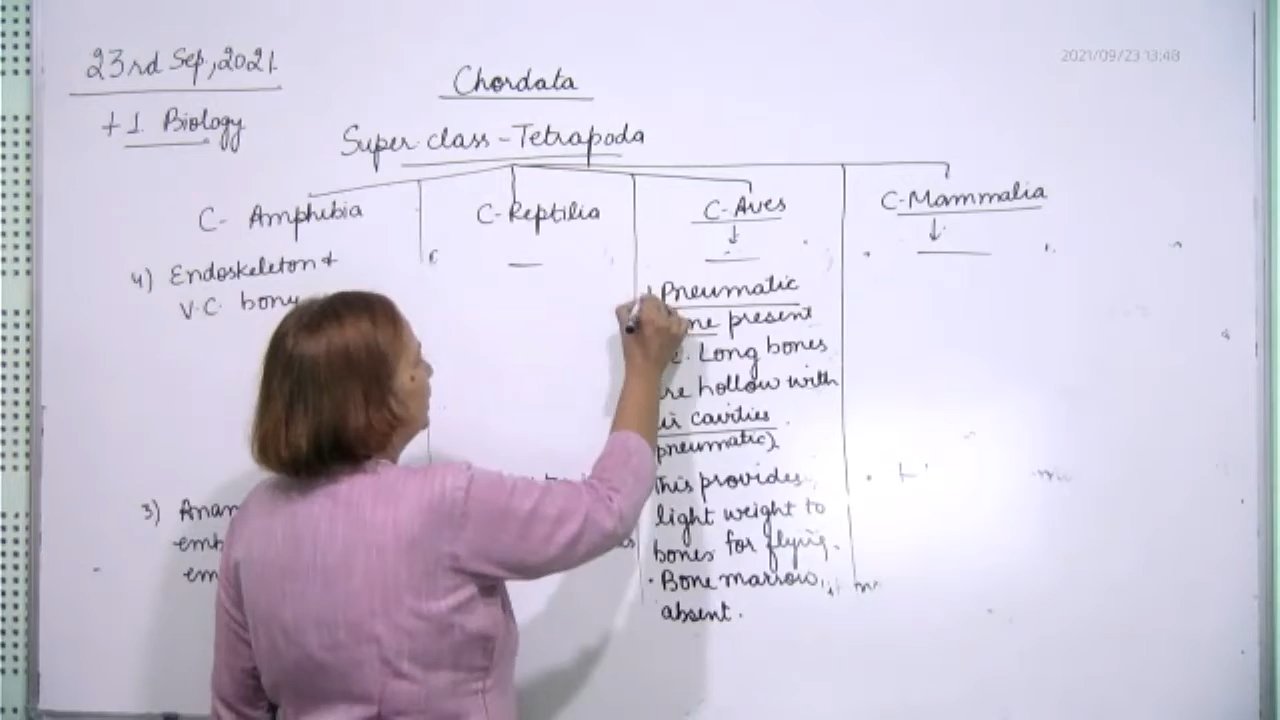 23rd Sep, 2021.
2021/09/23 13:48
+1 Biology
Chordata
Super class - Tetrapoda
C- Amphibia
C- Reptilia
C- Aves
C- Mammalia
4) Endoskeleton +
V.C. bony
Pneumatic
present
Long bones
hollow with
cavities
pneumatic).
This provides
light weight to
bones for flying.
• Bone marrow
absent.
3)